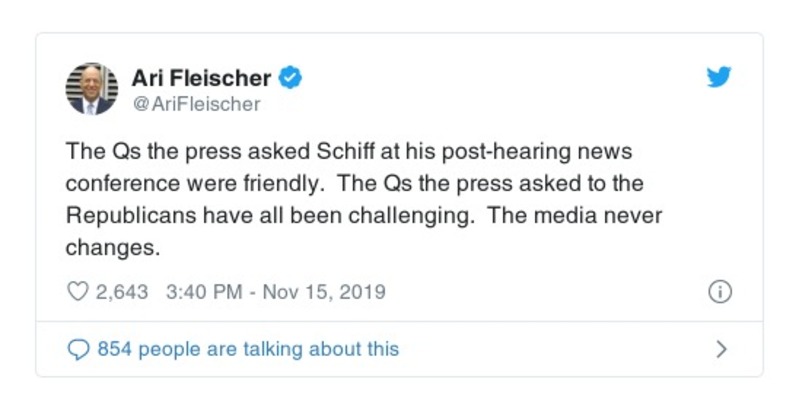 Ari Fleischer
@AriFleischer
The Qs the press asked Schiff at his post-hearing news
conference were friendly.  The Qs the press asked to the
Republicans have all been challenging.  The media never
changes.
2,643 3:40 PM - Nov 15, 2019
854 people are talking about this